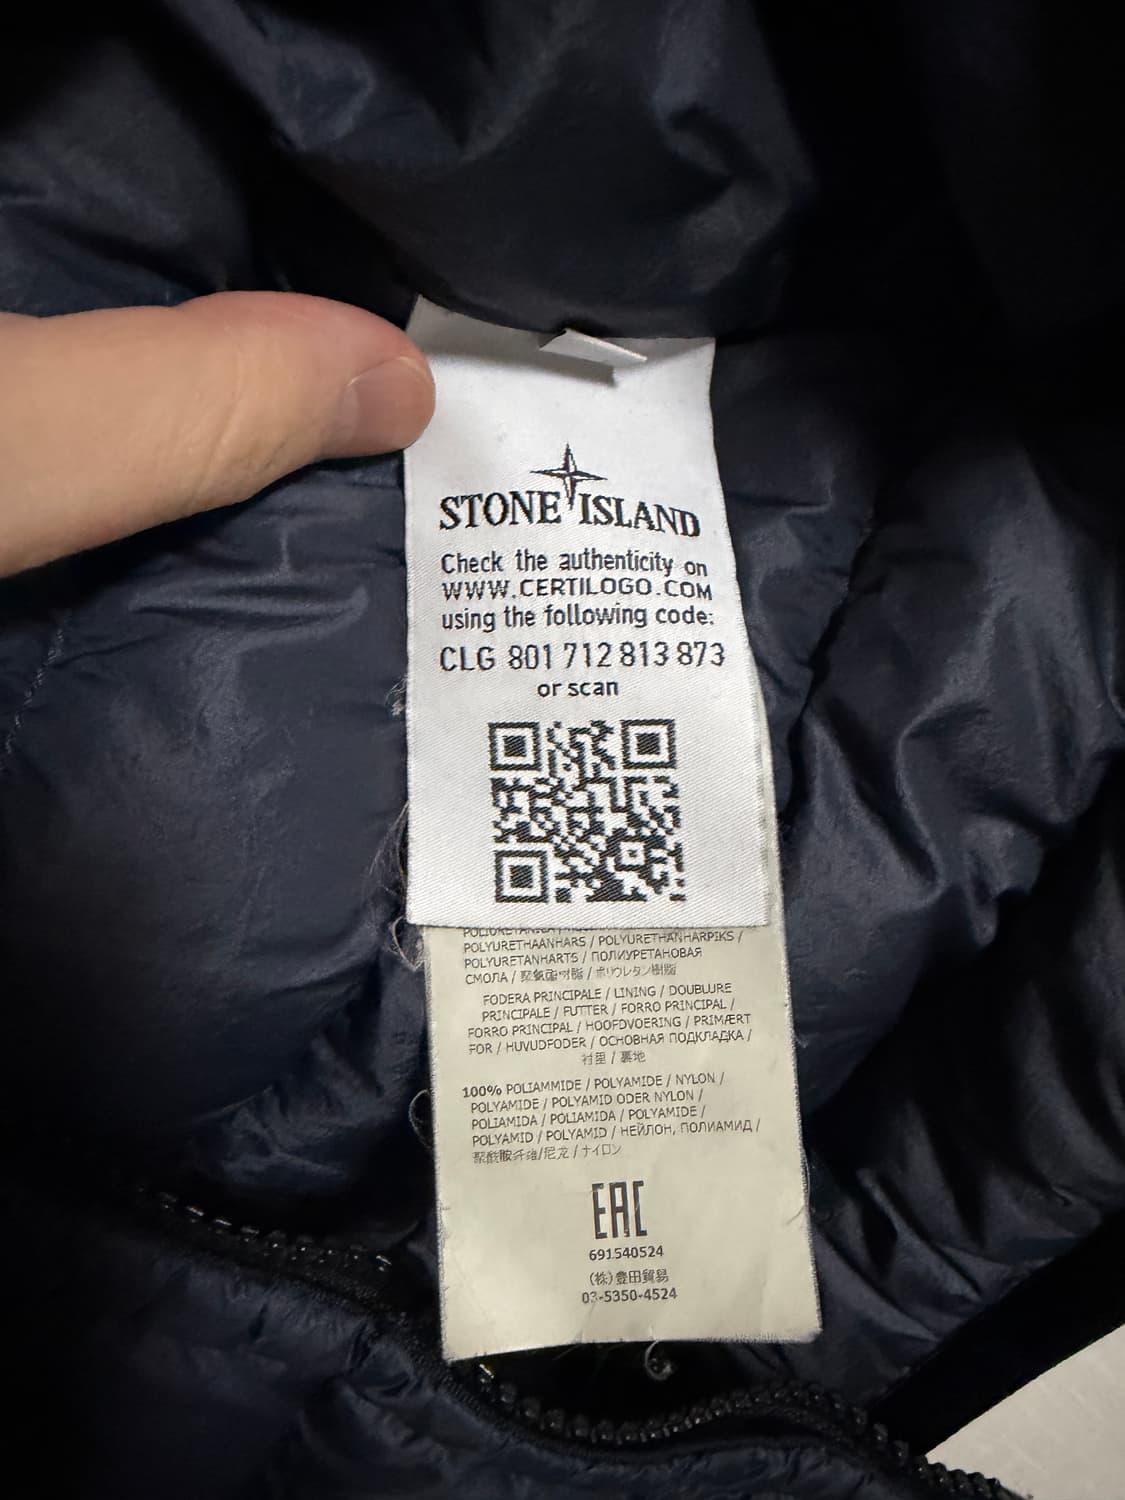 STONE ISLAND
Check the authenticity on
WWW.CERTILOGO.COM
using the following code:
CLG 801 712 813 873
or scan
POLYURETHAANHARS / POLYURETHANHARPIKS /
POLYURETANHARTS / ПОЛИУРЕТАНОВАЯ
СМОЛА / 聚氨酯树脂 / ポリウレタン樹脂
FODERA PRINCIPALE / LINING / DOUBLURE
PRINCIPALE / FUTTER / FORRO PRINCIPAL /
FORRO PRINCIPAL / HOOFDVOERING / PRIMÆRT
FOR / HUVUDFODER / ОСНОВНАЯ ПОДКЛАДКА /
衬里 / 裏地
100% POLIAMMIDE / POLYAMIDE / NYLON /
POLYAMIDE / POLYAMID ODER NYLON /
POLIAMIDA / POLIAMIDA / POLYAMIDE /
POLYAMID / POLYAMID / НЕЙЛОН, ПОЛИАМИД /
聚酰胺纤维/尼龙 / ナイロン
EAC
691540524
(株)豊田貿易
03-5350-4524